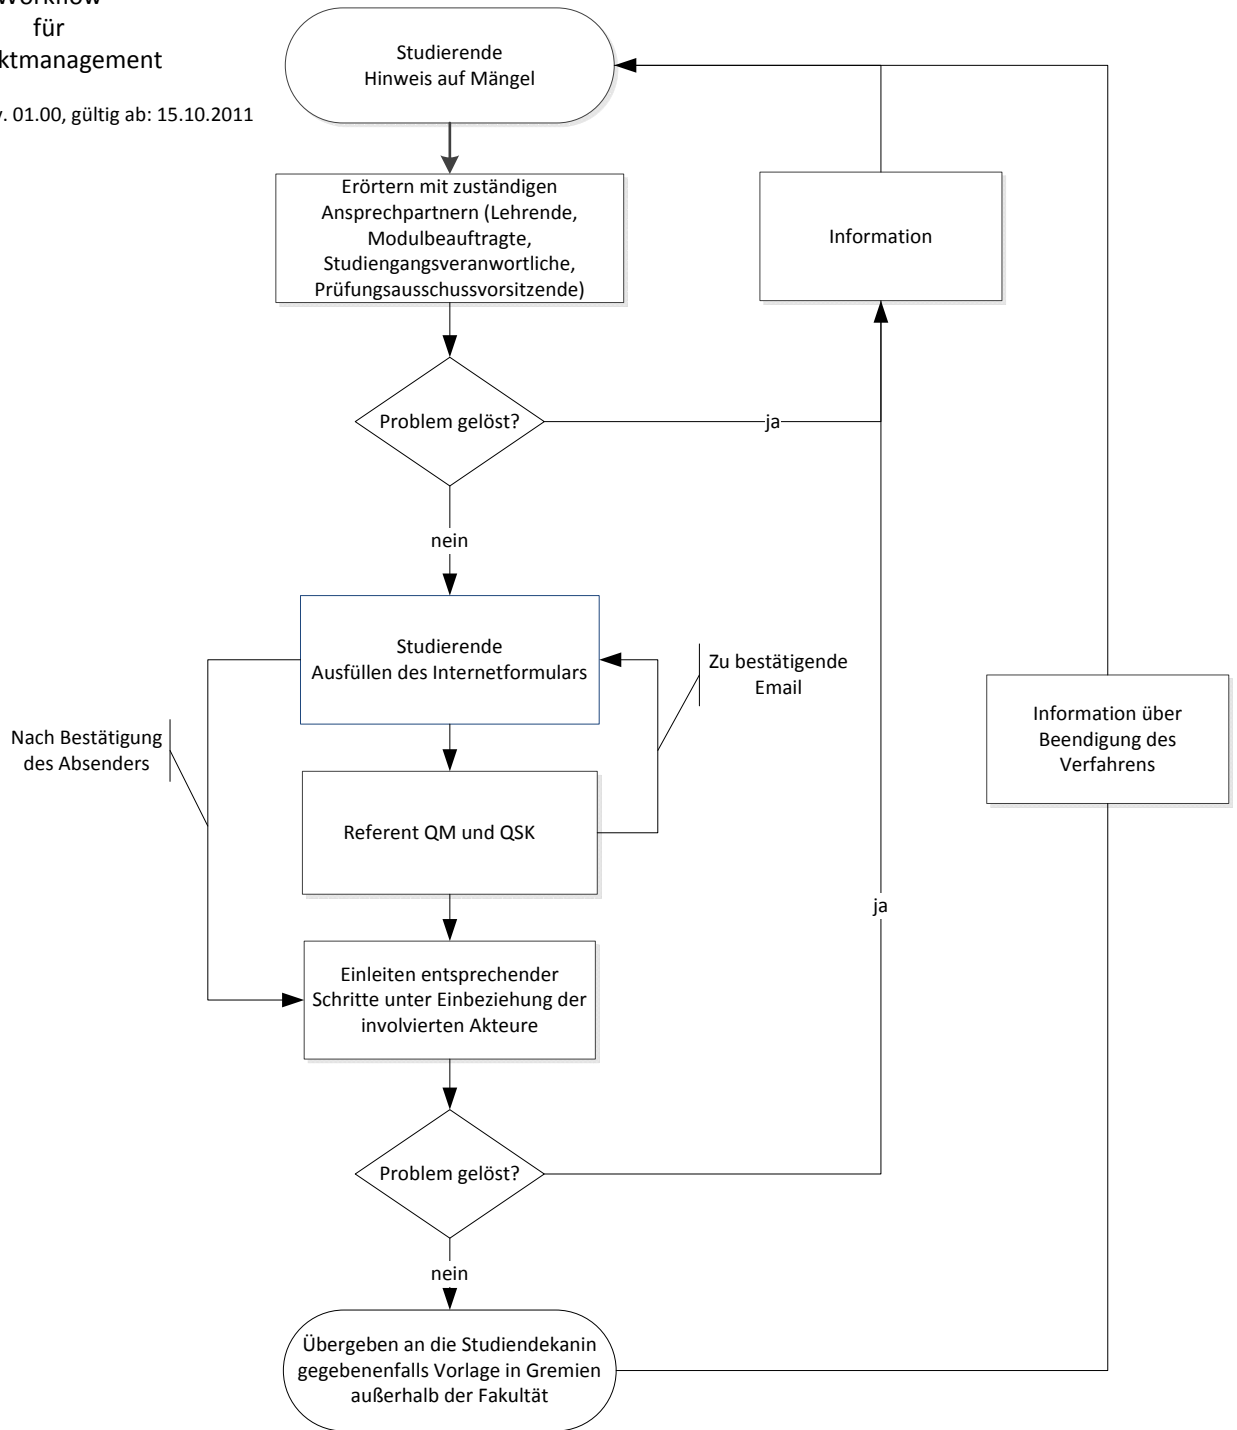 für
Studierende
Hinweis auf Mängel
01.00, gültig ab: 15.10.2011
Erörtern mit zuständigen
Ansprechpartnern (Lehrende,
Modulbeauftragte,
Studiengangsveranwortliche,
Prüfungsausschussvorsitzende)
Information
Problem gelöst?
ja
nein
Studierende
Ausfüllen des Internetformulars
Zu bestätigende
Email
Nach Bestätigung
des Absenders
Information über
Beendigung des
Verfahrens
Referent QM und QSK
ja
Einleiten entsprechender
Schritte unter Einbeziehung der
involvierten Akteure
Problem gelöst?
nein
Übergeben an die Studiendekanin
gegebenenfalls Vorlage in Gremien
außerhalb der Fakultät